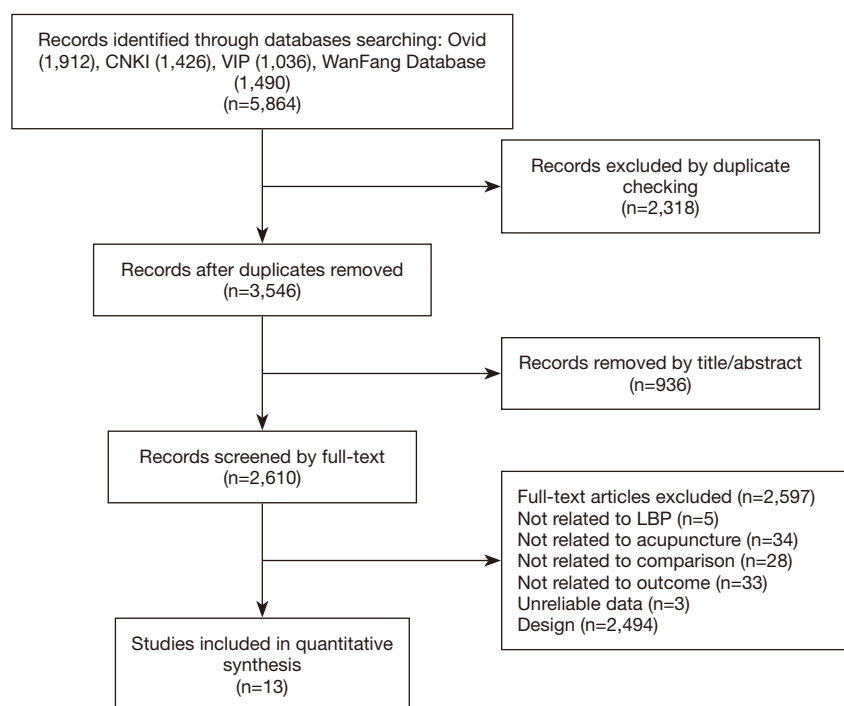 Records identified through databases searching: Ovid
(1,912), CNKI (1,426), VIP (1,036), WanFang Database
(1,490)
(n=5,864)
Records excluded by duplicate
checking
(n=2,318)
Records after duplicates removed
(n=3,546)
Records removed by title/abstract
(n=936)
Records screened by full-text
(n=2,610)
Full-text articles excluded (n=2,597)
Not related to LBP (n=5)
Not related to acupuncture (n=34)
Not related to comparison (n=28)
Not related to outcome (n=33)
Unreliable data (n=3)
Design (n=2,494)
Studies included in quantitative
synthesis
(n=13)